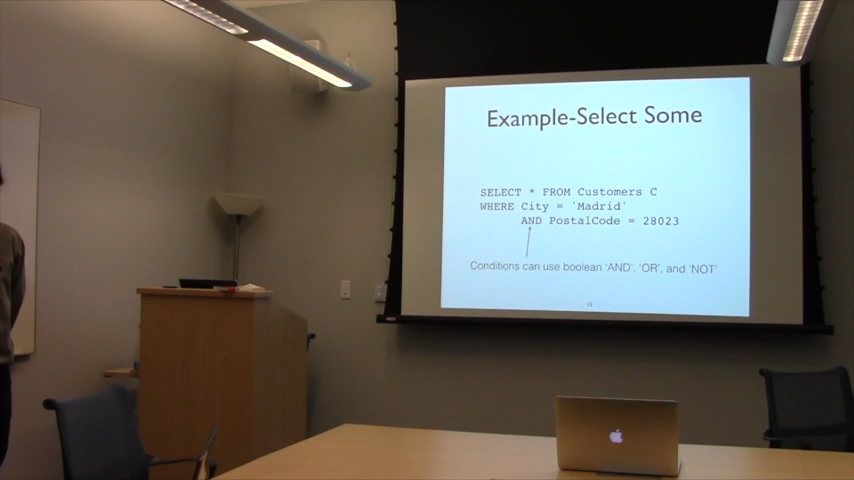 Example-Select Some
SELECT * FROM Customers C
WHERE City = 'Madrid'
AND PostalCode = 28023
Conditions can use boolean 'AND', 'OR', and 'NOT'